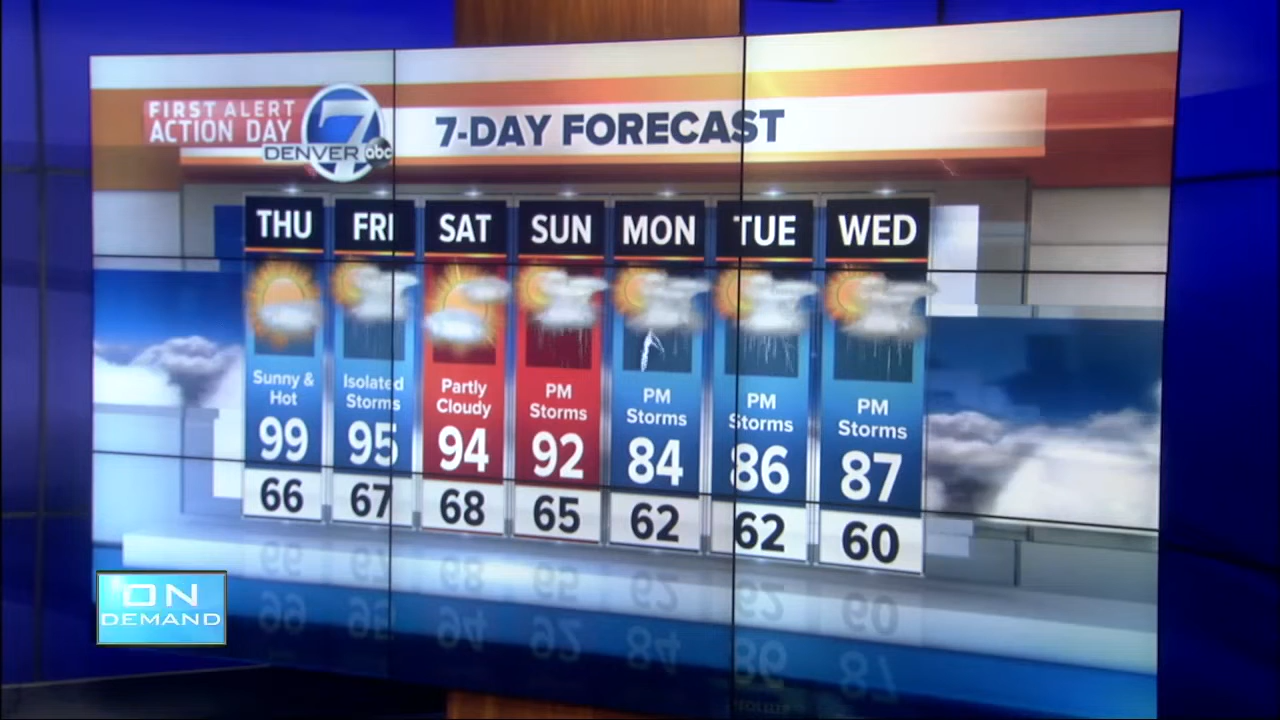 FIRST ALERT
ACTION DAY
7
DENVER abc
7-DAY FORECAST
THU FRI SAT SUN MON TUE WED
Sunny & Hot
Isolated Storms
Partly Cloudy
PM Storms
PM Storms
PM Storms
PM Storms
99 95 94 92 84 86 87
66 67 68 65 62 62 60
ON
DEMAND